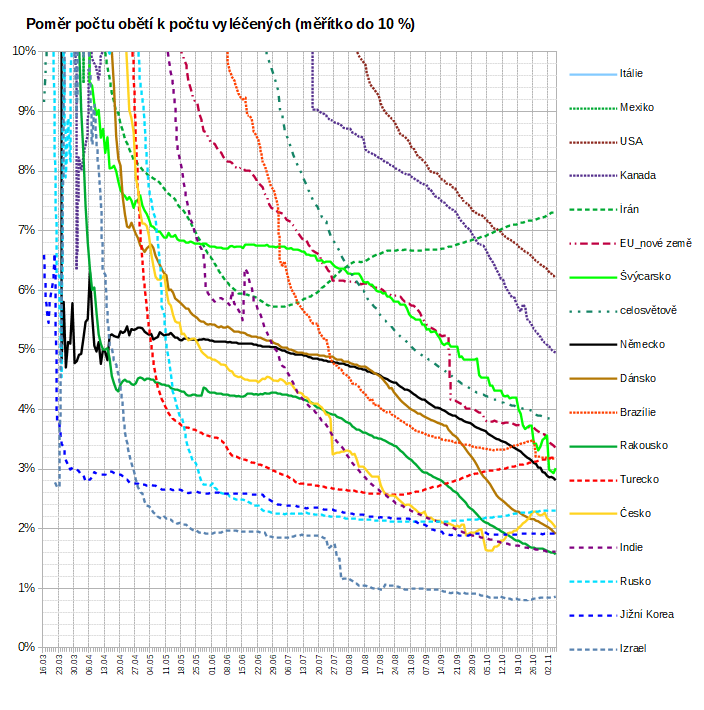 Poměr počtu obětí k počtu vyléčených (měřítko do 10 %)
10%
9%
8%
7%
6%
5%
4%
3%
2%
1%
0%
16.03
23.03
30.03
06.04
13.04
20.04
27.04
04.05
11.05
18.05
25.05
01.06
08.06
15.06
22.06
29.06
06.07
13.07
20.07
27.07
03.08
10.08
17.08
24.08
31.08
07.09
14.09
21.09
28.09
05.10
12.10
19.10
26.10
02.11
Itálie
Mexiko
USA
Kanada
Írán
EU_nové země
Švýcarsko
celosvětově
Německo
Dánsko
Brazílie
Rakousko
Turecko
Česko
Indie
Rusko
Jižní Korea
Izrael